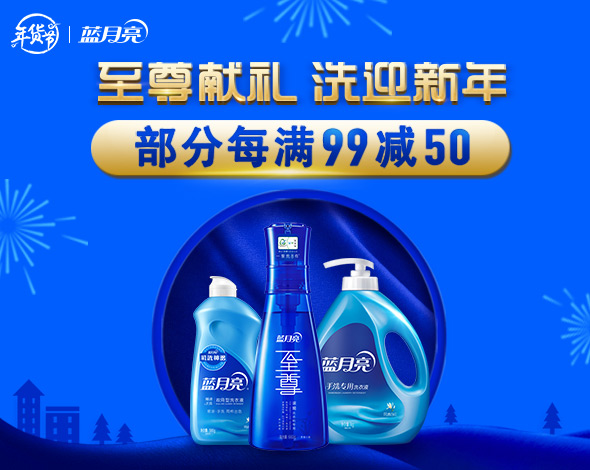 年货节 | 蓝月亮
至尊献礼 洗迎新年
部分每满99减50
蓝月亮
至尊
蓝月亮
蓝月亮
手洗专用洗衣液